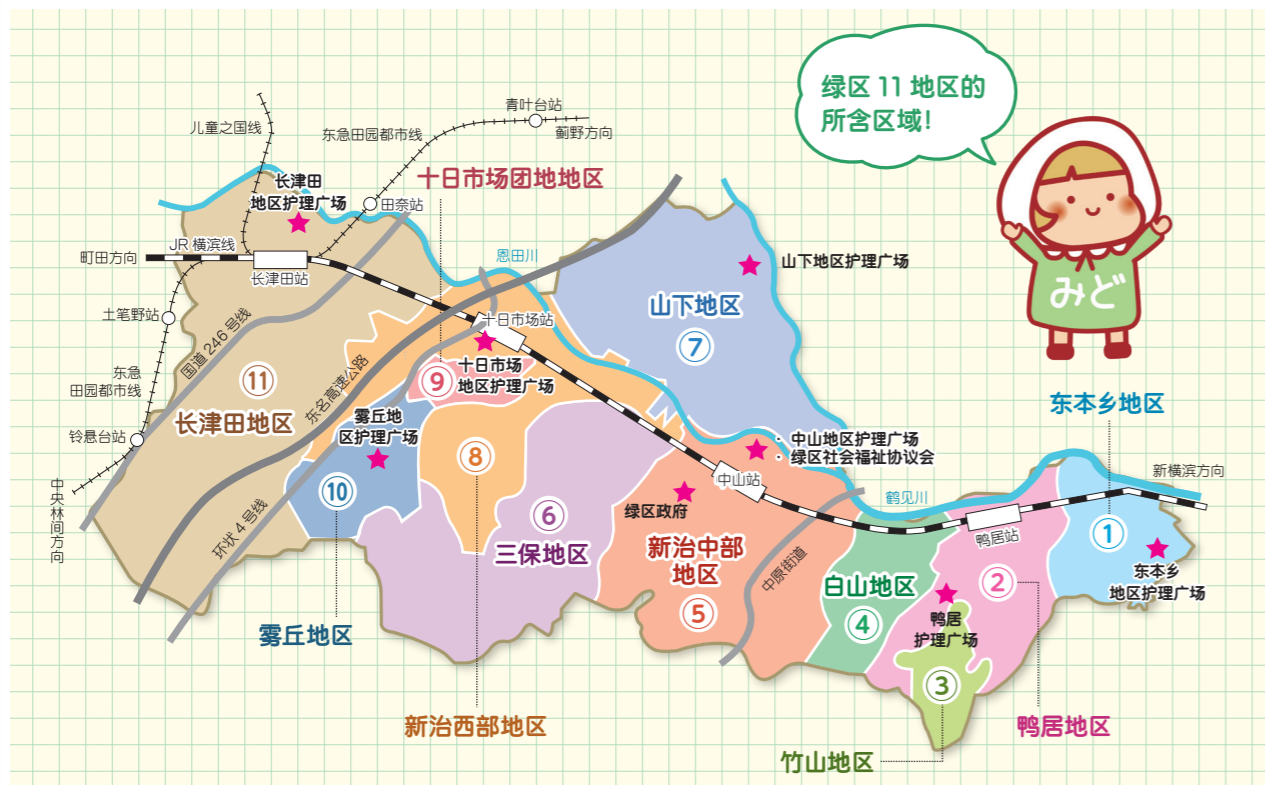 绿区 11 地区的
所含区域！
みど
青叶台站
蓟野方向
儿童之国线
东急田园都市线
十日市场团地地区
长津田
地区护理广场
田奈站
JR 横滨线
町田方向
长津田站
恩田川
山下地区护理广场
山下地区
⑦
土笔野站
国道 246 号线
十日市场站
十日市场
地区护理广场
⑨
东急
田园都市线
东名高速公路
⑪
长津田地区
雾丘地
区护理广场
东本乡地区
铃悬台站
・ 中山地区护理广场
・ 绿区社会福祉协议会
⑧
中山站
新横滨方向
中央林间方向
⑩
环状 4 号线
⑥
三保地区
绿区政府
鹤见川
鸭居站
①
新治中部
地区
⑤
中原街道
白山地区
④
②
东本乡
地区护理广场
鸭居
护理广场
雾丘地区
③
新治西部地区
鸭居地区
竹山地区